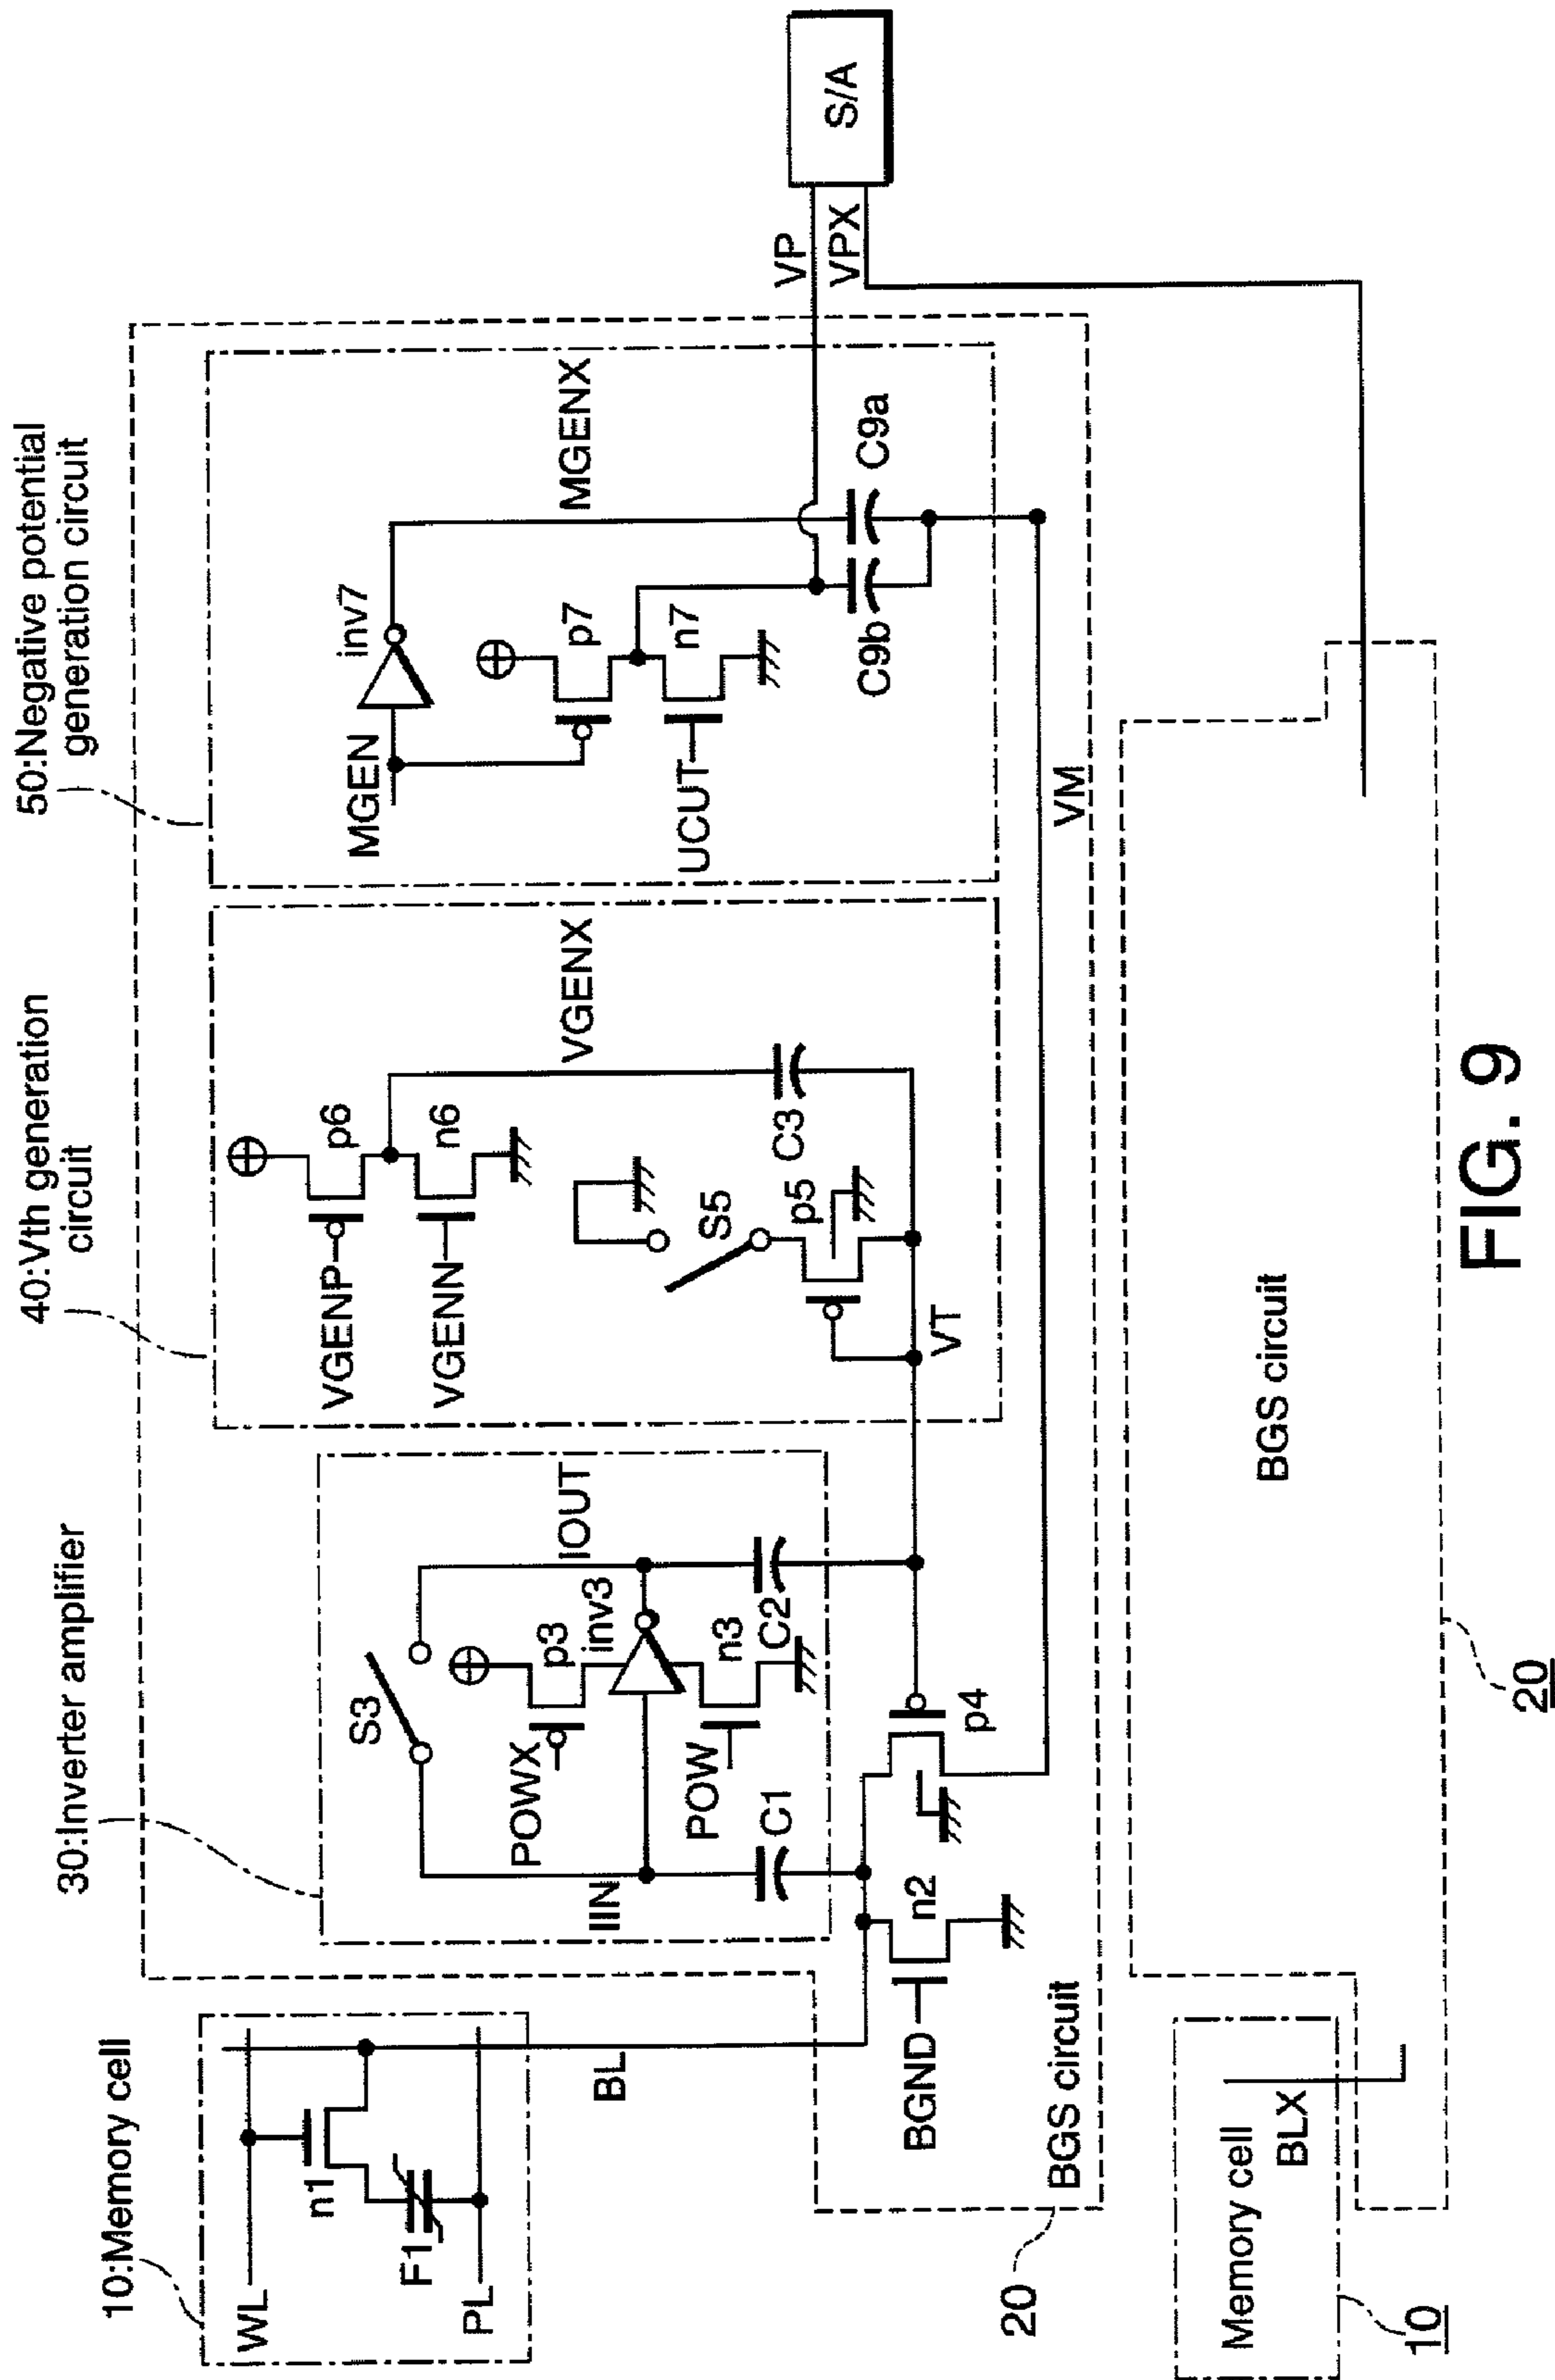 10:Memory cell
WL
n1
F1
PL
BL
30:Inverter amplifier
S3
IIN
POWX
p3
inv3
IOUT
POW
n3
C1
C2
40:Vth generation
circuit
VGENP
p6
VGENN
n6
VGENX
S5
p5
C3
VT
50:Negative potential
generation circuit
MGEN
inv7
MGENX
p7
UCUT
n7
C9b
C9a
VP
VPX
S/A
BGND
n2
p4
VM
BGS circuit
20
Memory cell
BLX
10
BGS circuit
20
FIG. 9